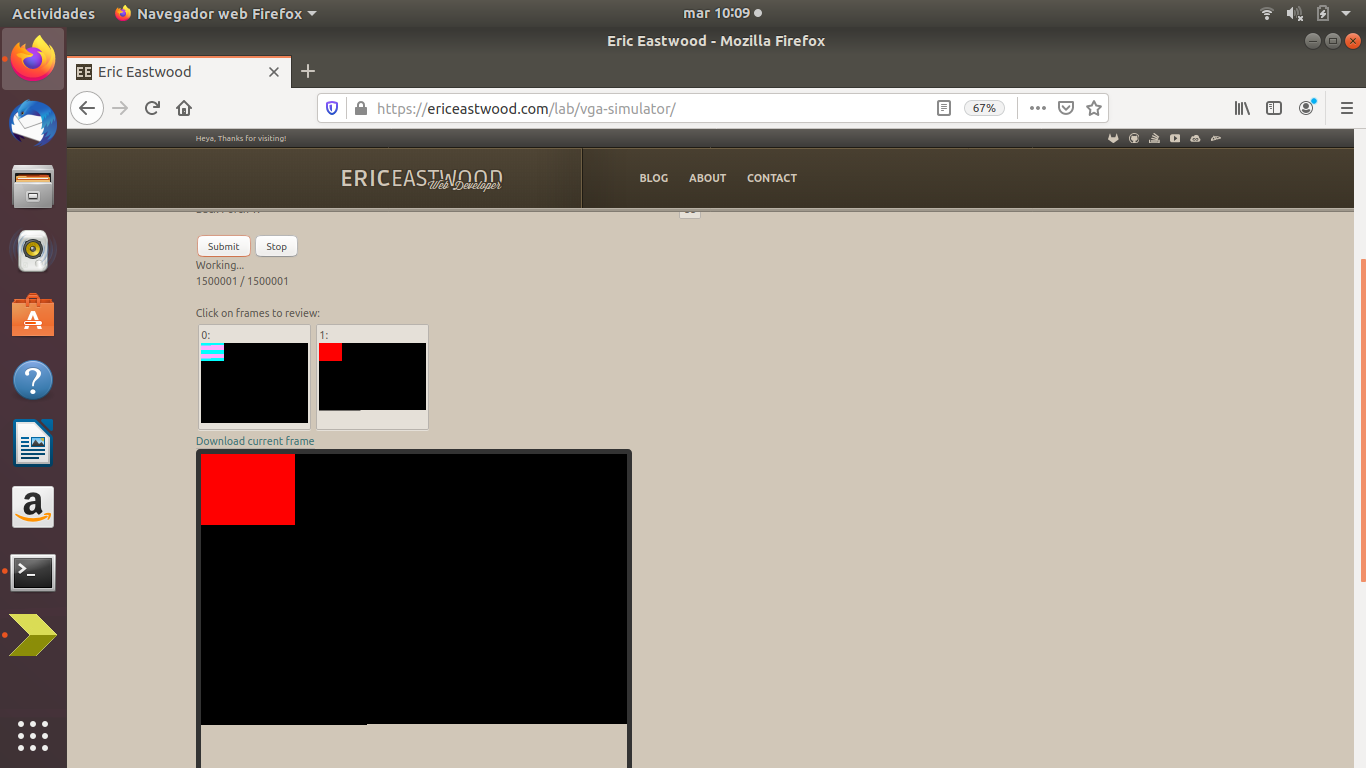 Actividades Navegador web Firefox mar 10:09
Eric Eastwood - Mozilla Firefox
EE Eric Eastwood
https://ericeastwood.com/lab/vga-simulator/ 67%
Heya, Thanks for visiting!
ERICEASTWOOD
Web Developer
BLOG ABOUT CONTACT
Submit Stop
Working...
1500001 / 1500001
Click on frames to review:
0: 1:
Download current frame